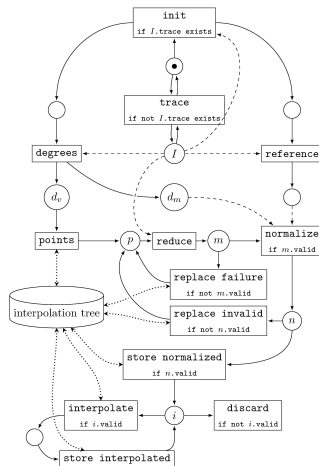 init
if I.trace exists
trace
if not I.trace exists
degrees
I
reference
d_v
d_m
points
p
reduce
m
normalize
if m.valid
replace failure
if not m.valid
interpolation tree
replace invalid
if not n.valid
n
store normalized
if n.valid
interpolate
if i.valid
i
discard
if not i.valid
store interpolated